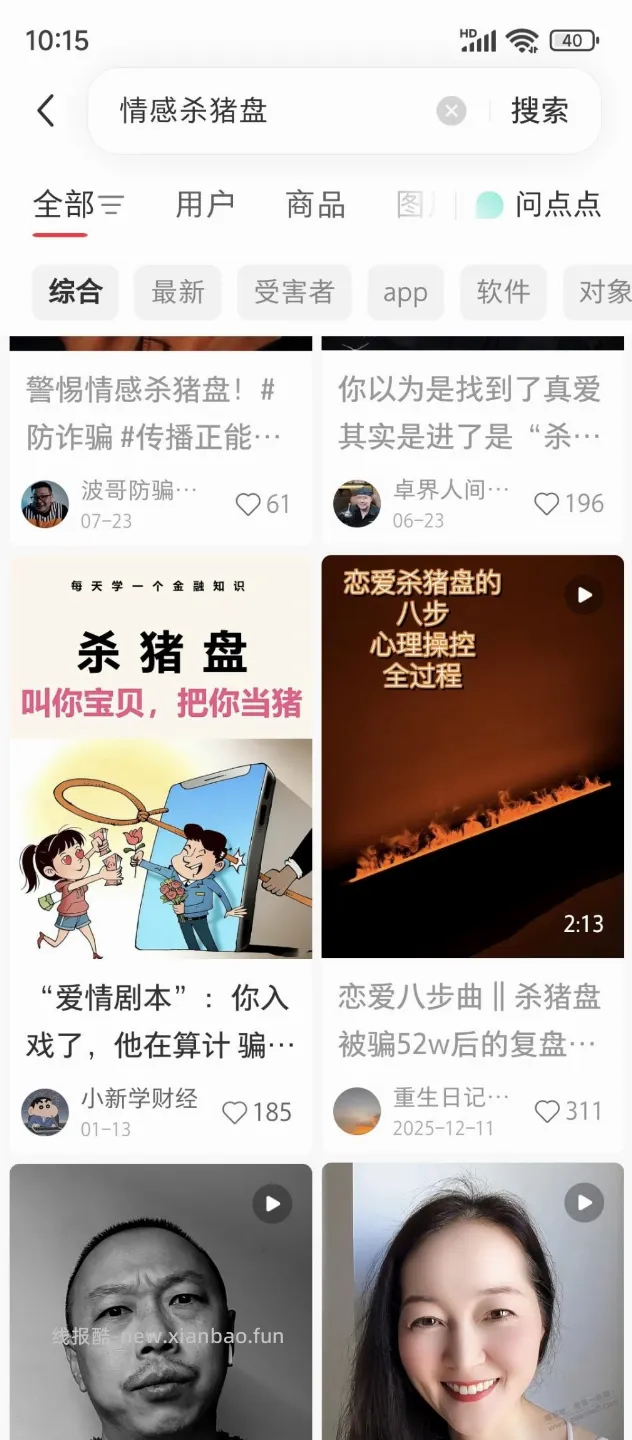 10:15
HD
40
情感杀猪盘
搜索
全部
用户
商品
图
问点点
综合
最新
受害者
app
软件
对象
警惕情感杀猪盘！#
防诈骗 #传播正能…
波哥防骗…
07-23
61
你以为是找到了真爱
其实是进了是“杀…
卓界人间…
06-23
196
每天学一个金融知识
杀猪盘
叫你宝贝，把你当猪
“爱情剧本”：你入
戏了，他在算计 骗…
小新学财经
01-13
185
恋爱杀猪盘的
八步
心理操控
全过程
2:13
恋爱八步曲 || 杀猪盘
被骗52w后的复盘…
重生日记…
2025-12-11
311
线报酷-new.xianbao.fun